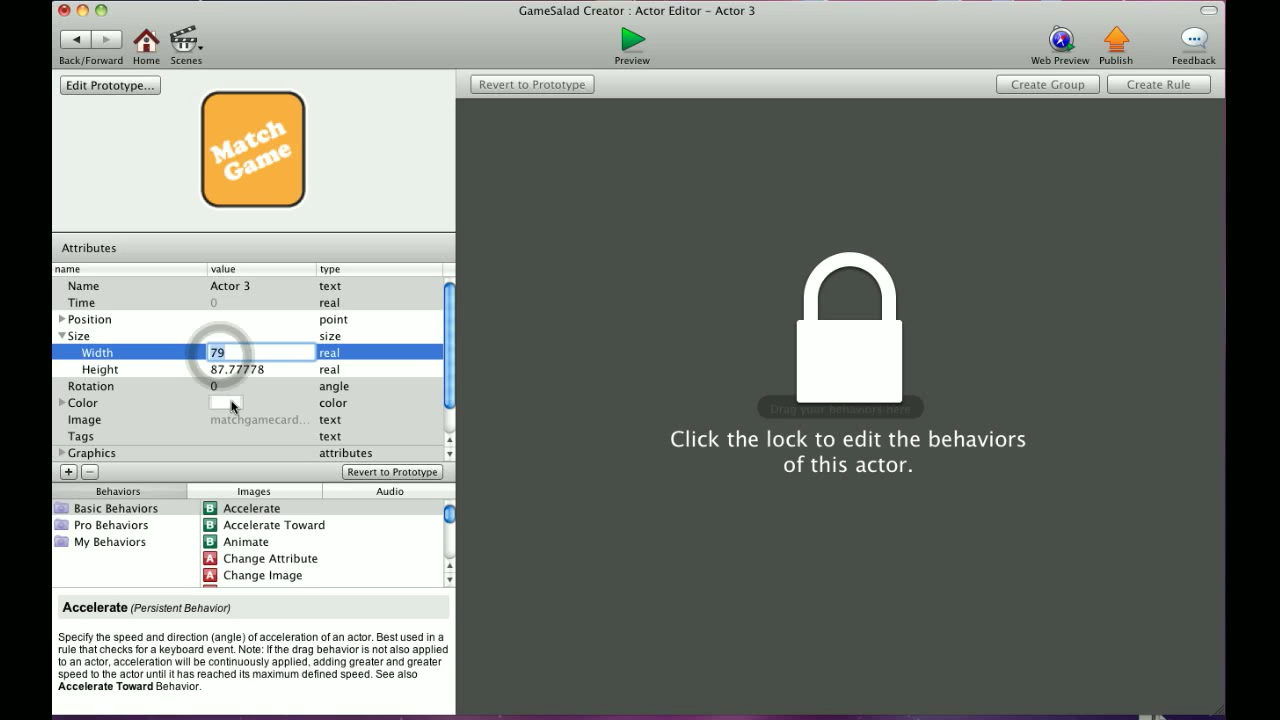 GameSalad Creator : Actor Editor – Actor 3
Back/Forward Home Scenes Preview Web Preview Publish Feedback
Edit Prototype... Revert to Prototype Create Group Create Rule
Match
Game
Attributes
name value type
Name Actor 3 text
Time 0 real
Position point
Size size
Width 79 real
Height 87.77778 real
Rotation 0 angle
Color color
Image matchgamecard... text
Tags text
Graphics attributes
+ − Revert to Prototype
Behaviors Images Audio
Basic Behaviors
Pro Behaviors
My Behaviors
B Accelerate
B Accelerate Toward
B Animate
A Change Attribute
A Change Image
Accelerate (Persistent Behavior)
Specify the speed and direction (angle) of acceleration of an actor. Best used in a
rule that checks for a keyboard event. Note: If the drag behavior is not also applied
to an actor, acceleration will be continuously applied, adding greater and greater
speed to the actor until it has reached its maximum defined speed. See also
Accelerate Toward Behavior.
Drag your behaviors here
Click the lock to edit the behaviors
of this actor.